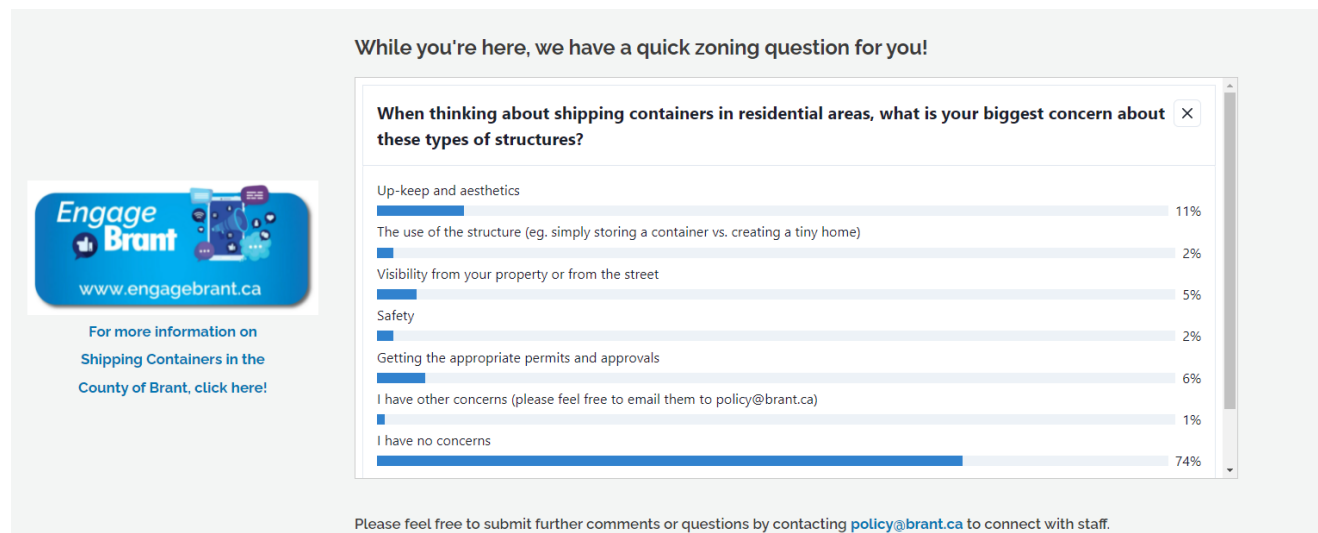 While you're here, we have a quick zoning question for you!
When thinking about shipping containers in residential areas, what is your biggest concern about
these types of structures?
Up-keep and aesthetics
11%
The use of the structure (eg. simply storing a container vs. creating a tiny home)
2%
Visibility from your property or from the street
5%
Safety
2%
Getting the appropriate permits and approvals
6%
I have other concerns (please feel free to email them to policy@brant.ca)
1%
I have no concerns
74%
Engage
Brant
www.engagebrant.ca
For more information on
Shipping Containers in the
County of Brant, click here!
Please feel free to submit further comments or questions by contacting policy@brant.ca to connect with staff.